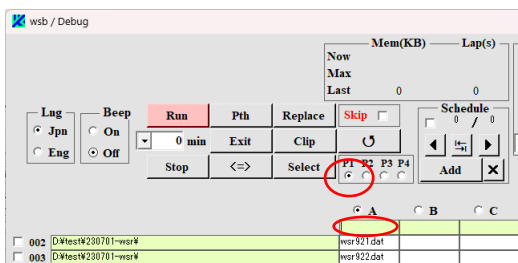 wsb / Debug
Mem(KB) Lap(s)
Now
Max
Last 0 0
Lng Beep Run Pth Replace Skip Schedule
Jpn On 0 min Exit Clip ↺ 0 / 0
Eng Off Stop <=> Select P1 P2 P3 P4 Add X
A B C
002 D:¥test¥230701-wsr¥ wsr921.dat
003 D:¥test¥230701-wsr¥ wsr922.dat